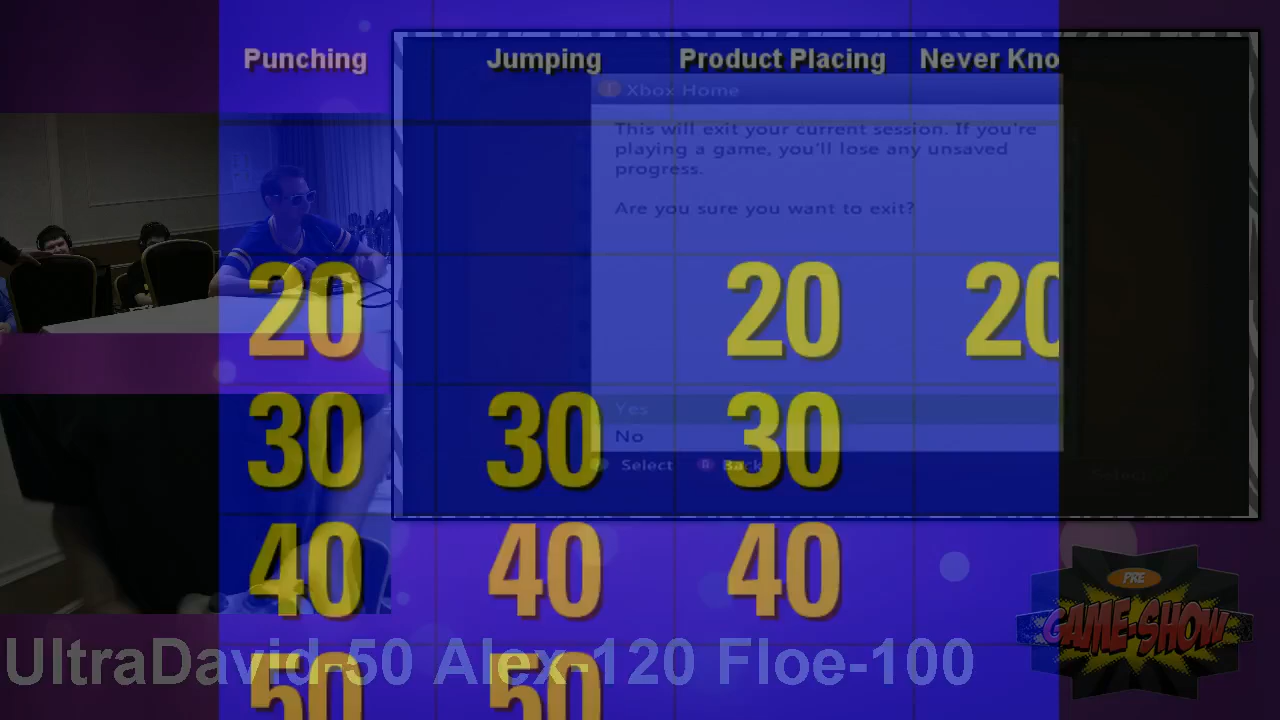 Punching Jumping Product Placing Never Kno
Xbox Home
This will exit your current session. If you're
playing a game, you'll lose any unsaved
progress.
Are you sure you want to exit?
20 20 20
Yes
30 30 30
No
Select Back
40 40 40
PRE
GAME-SHOW
UltraDavid-50 Alex-120 Floe-100
50 50